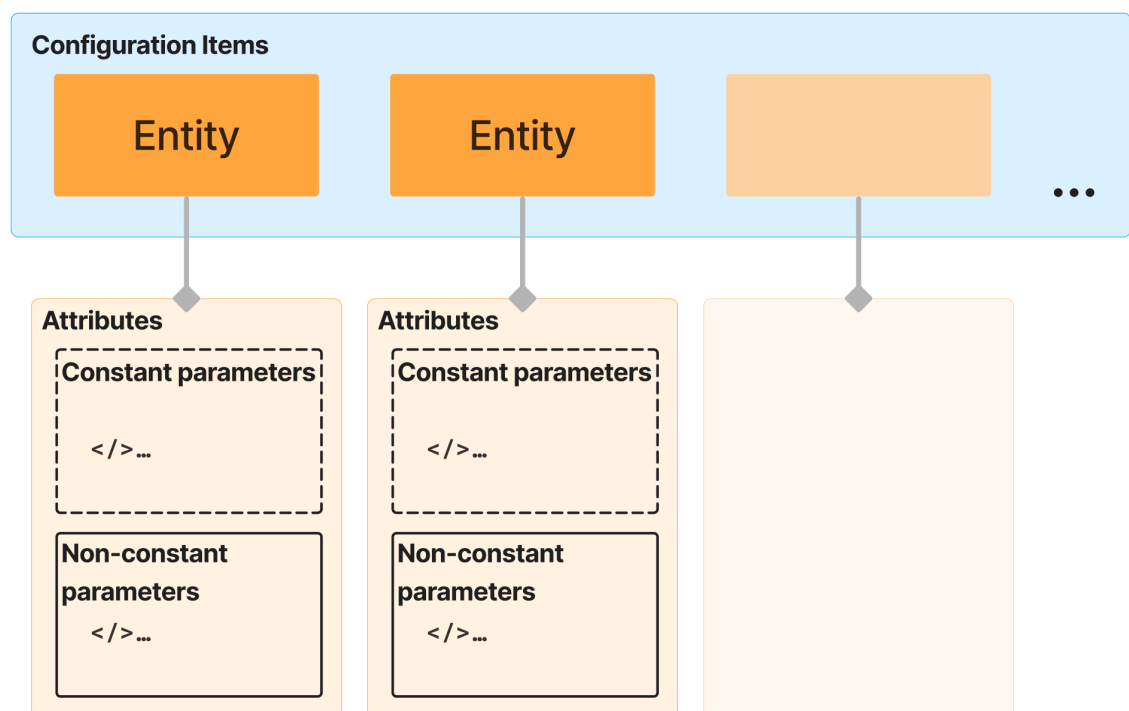 Configuration Items
Entity
Entity
...
Attributes
Constant parameters
</>...
Non-constant
parameters
</>...
Attributes
Constant parameters
</>...
Non-constant
parameters
</>...